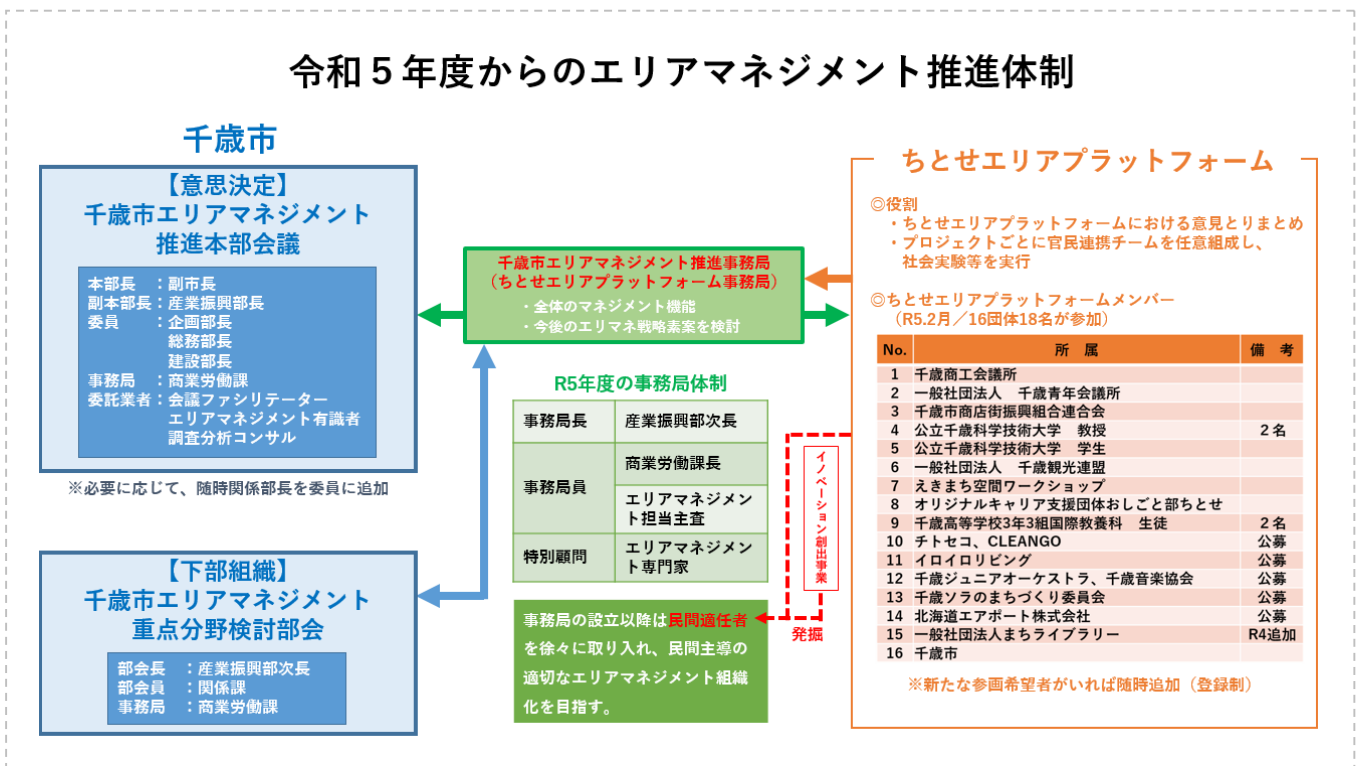 令和５年度からのエリアマネジメント推進体制
千歳市
【意思決定】
千歳市エリアマネジメント
推進本部会議
本部長　：副市長
副本部長：産業振興部長
委員　　：企画部長
総務部長
建設部長
事務局　：商業労働課
委託業者：会議ファシリテーター
エリアマネジメント有識者
調査分析コンサル
※必要に応じて、随時関係部長を委員に追加
【下部組織】
千歳市エリアマネジメント
重点分野検討部会
部会長　：産業振興部次長
部会員　：関係課
事務局　：商業労働課
千歳市エリアマネジメント推進事務局
（ちとせエリアプラットフォーム事務局）
・全体のマネジメント機能
・今後のエリマネ戦略素案を検討
R5年度の事務局体制
事務局長　産業振興部次長
事務局員　商業労働課長
エリアマネジメン
ト担当主査
特別顧問　エリアマネジメン
ト専門家
事務局の設立以降は民間適任者
を徐々に取り入れ、民間主導の
適切なエリアマネジメント組織
化を目指す。
イノベーション創出事業
発掘
ちとせエリアプラットフォーム
◎役割
・ちとせエリアプラットフォームにおける意見とりまとめ
・プロジェクトごとに官民連携チームを任意組成し、
社会実験等を実行
◎ちとせエリアプラットフォームメンバー
（R5.2月／16団体18名が参加）
No.　所　属　備　考
1　千歳商工会議所
2　一般社団法人　千歳青年会議所
3　千歳市商店街振興組合連合会
4　公立千歳科学技術大学　教授　２名
5　公立千歳科学技術大学　学生
6　一般社団法人　千歳観光連盟
7　えきまち空間ワークショップ
8　オリジナルキャリア支援団体おしごと部ちとせ
9　千歳高等学校3年3組国際教養科　生徒　２名
10　チトセコ、CLEANGO　公募
11　イロイロリビング　公募
12　千歳ジュニアオーケストラ、千歳音楽協会　公募
13　千歳ソラのまちづくり委員会　公募
14　北海道エアポート株式会社　公募
15　一般社団法人まちライブラリー　R4追加
16　千歳市
※新たな参画希望者がいれば随時追加（登録制）